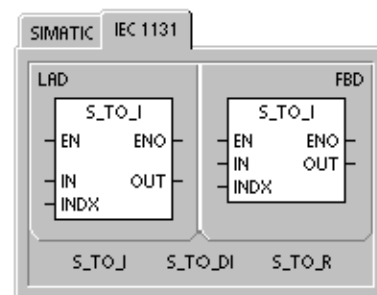 SIMATIC IEC 1131
LAD FBD
S_TO_I S_TO_I
EN ENO EN ENO
IN OUT IN OUT
INDX INDX
S_TO_I S_TO_DI S_TO_R